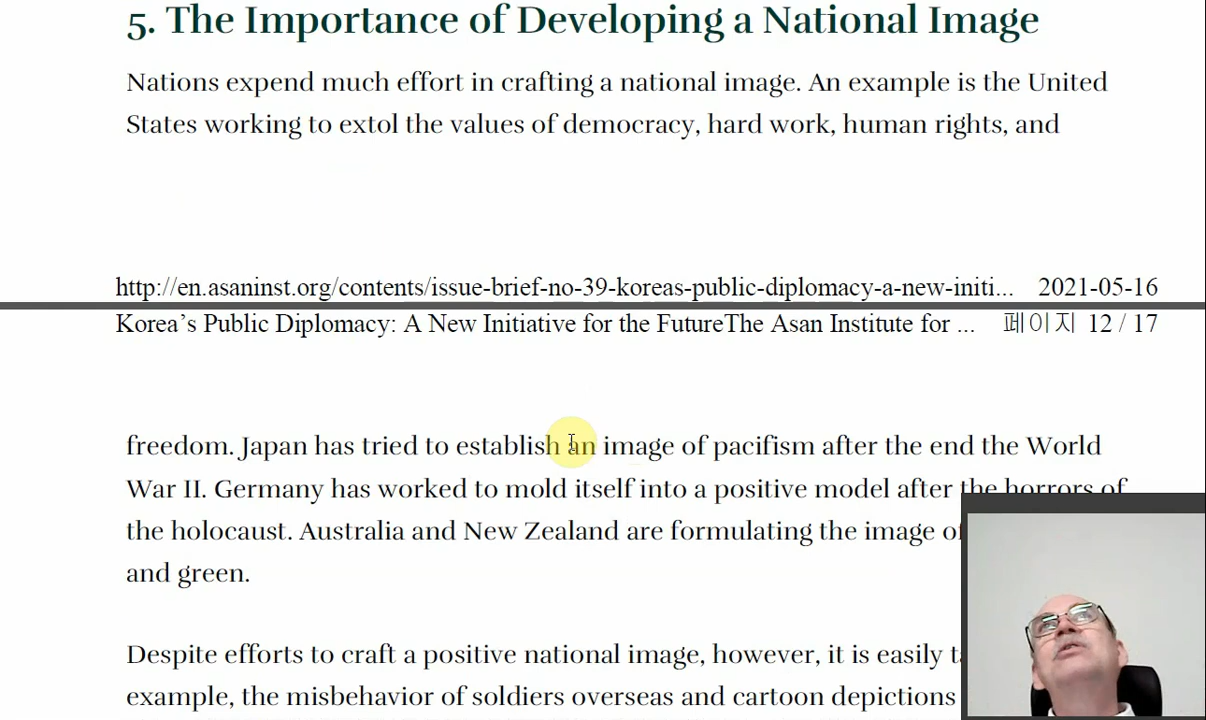 5. The Importance of Developing a National Image
Nations expend much effort in crafting a national image. An example is the United
States working to extol the values of democracy, hard work, human rights, and
http://en.asaninst.org/contents/issue-brief-no-39-koreas-public-diplomacy-a-new-initi... 2021-05-16
Korea’s Public Diplomacy: A New Initiative for the FutureThe Asan Institute for ... 페이지 12 / 17
freedom. Japan has tried to establish an image of pacifism after the end the World
War II. Germany has worked to mold itself into a positive model after the horrors of
the holocaust. Australia and New Zealand are formulating the image of
and green.
Despite efforts to craft a positive national image, however, it is easily
example, the misbehavior of soldiers overseas and cartoon depictions